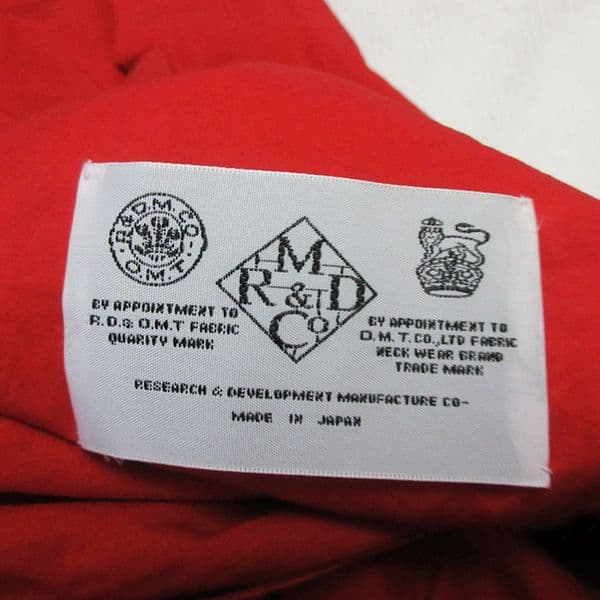 R&D.M.CO
O.M.T.
M
R & D
Co
BY APPOINTMENT TO
R.D.& O.M.T FABRIC
QUARITY MARK
BY APPOINTMENT TO
O.M.T.CO.,LTD FABRIC
NECK WEAR BRAND
TRADE MARK
RESEARCH & DEVELOPMENT MANUFACTURE CO-
MADE IN JAPAN